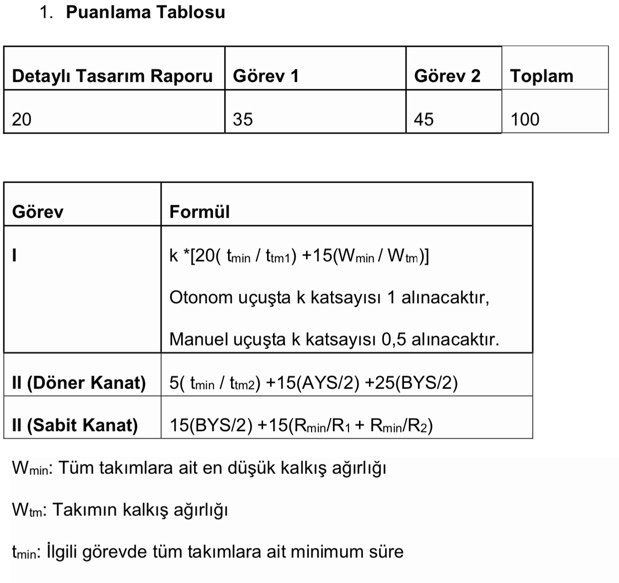 1. Puanlama Tablosu
Detaylı Tasarım Raporu Görev 1 Görev 2 Toplam
20 35 45 100
Görev Formül
I k *[20( tmin / ttm1) +15(Wmin / Wtm)]
Otonom uçuşta k katsayısı 1 alınacaktır,
Manuel uçuşta k katsayısı 0,5 alınacaktır.
II (Döner Kanat) 5( tmin / ttm2) +15(AYS/2) +25(BYS/2)
II (Sabit Kanat) 15(BYS/2) +15(Rmin/R1 + Rmin/R2)
Wmin: Tüm takımlara ait en düşük kalkış ağırlığı
Wtm: Takımın kalkış ağırlığı
tmin: İlgili görevde tüm takımlara ait minimum süre